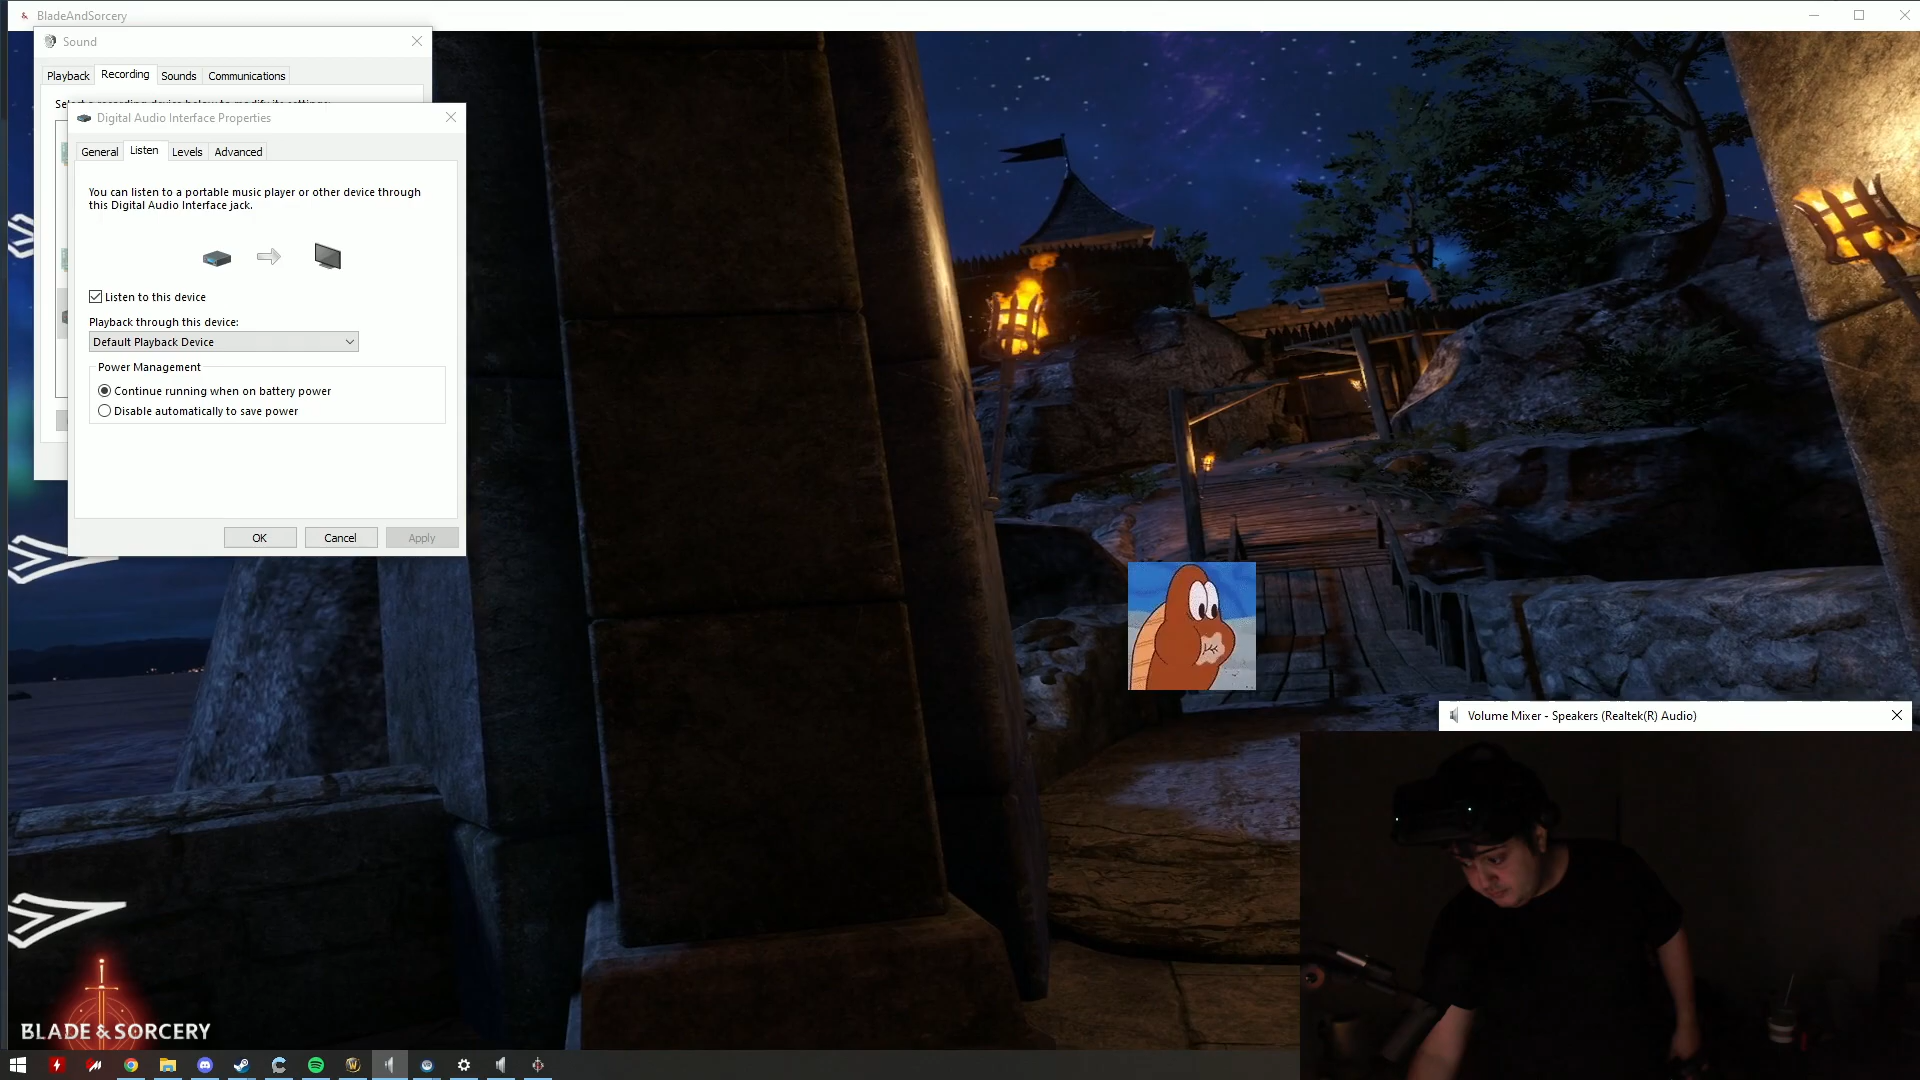 BladeAndSorcery
Sound
Playback
Recording
Sounds
Communications
Digital Audio Interface Properties
General
Listen
Levels
Advanced
You can listen to a portable music player or other device through
this Digital Audio Interface jack.
Listen to this device
Playback through this device:
Default Playback Device
Power Management
Continue running when on battery power
Disable automatically to save power
OK
Cancel
Apply
Volume Mixer - Speakers (Realtek(R) Audio)
BLADE & SORCERY